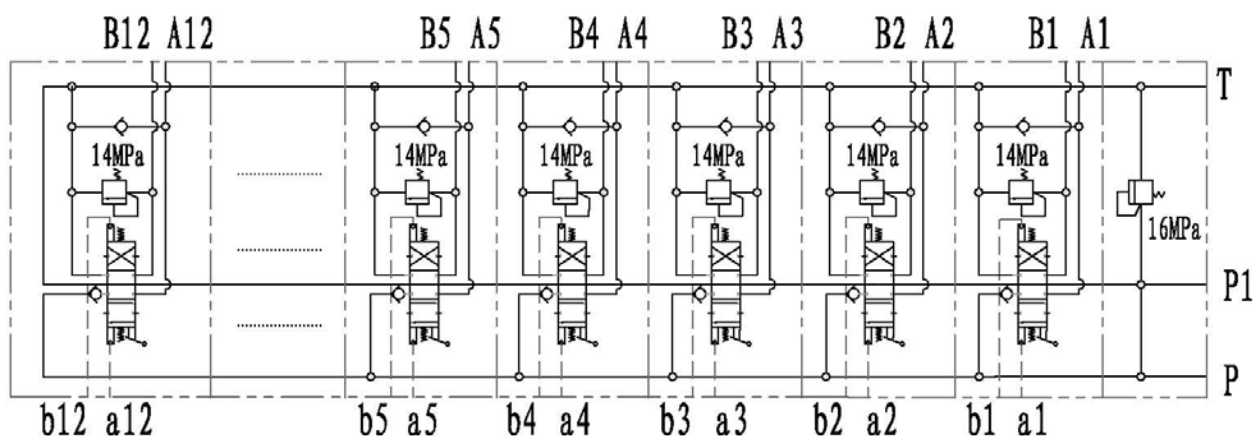 B12 A12 B5 A5 B4 A4 B3 A3 B2 A2 B1 A1
T
14MPa 14MPa 14MPa 14MPa 14MPa 14MPa
16MPa
P1
P
b12 a12 b5 a5 b4 a4 b3 a3 b2 a2 b1 a1